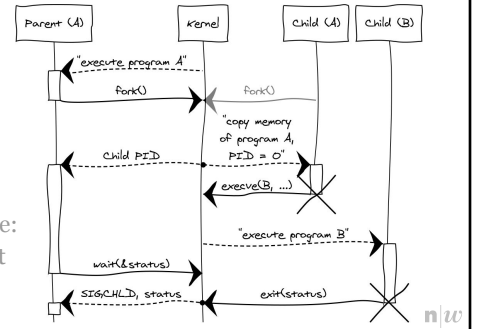 Parent (A) Kernel Child (A) Child (B)
"execute program A"
fork() fork()
"copy memory
of program A,
Child PID PID = 0"
execve(B, ...)
e:
"execute program B"
t
wait(&status)
SIGCHLD, status exit(status)
n|w